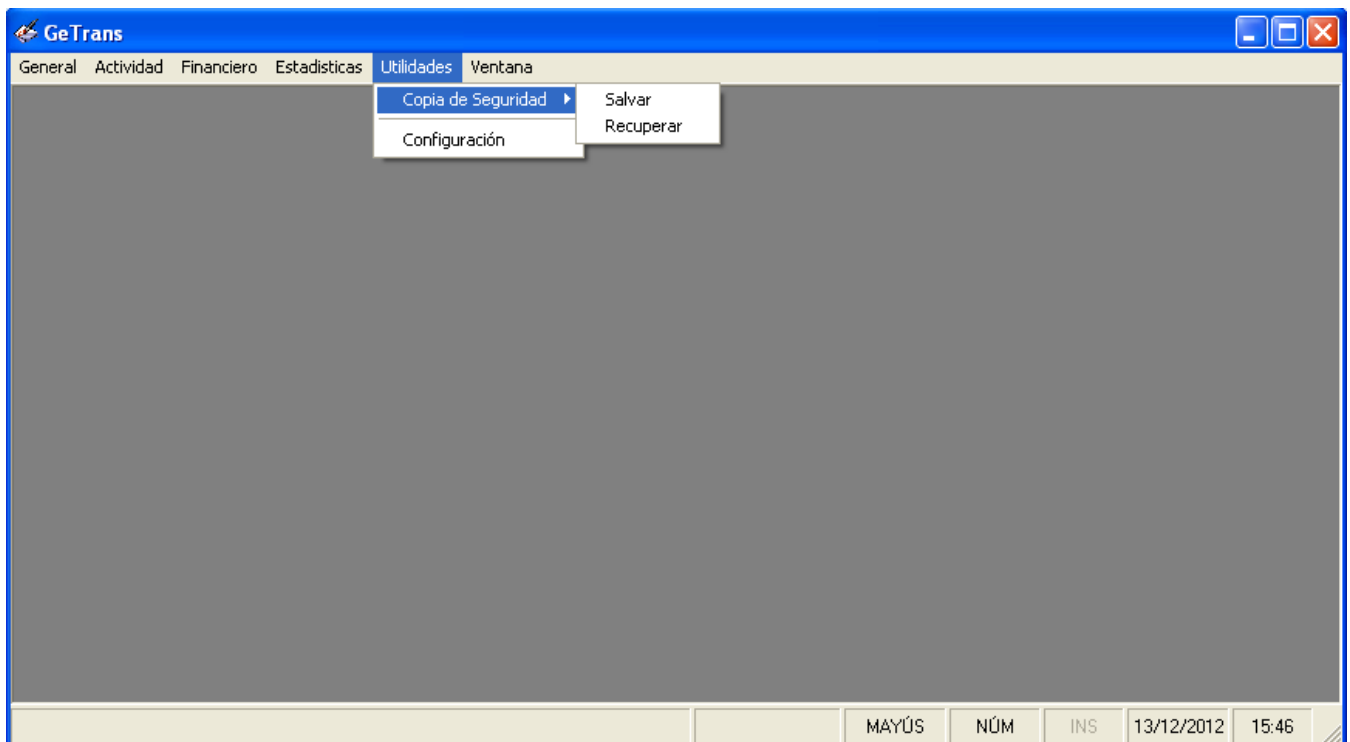 GeTrans
General Actividad Financiero Estadisticas Utilidades Ventana
Copia de Seguridad Salvar
Recuperar
Configuración
MAYÚS NÚM INS 13/12/2012 15:46